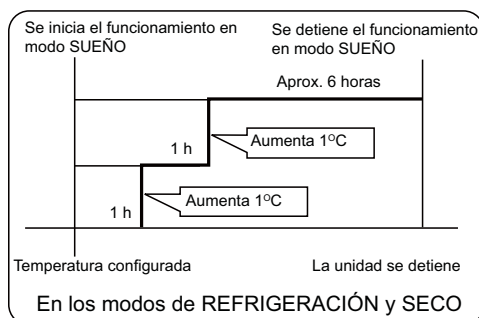 Se inicia el funcionamiento en
modo SUEÑO
Se detiene el funcionamiento
en modo SUEÑO
Aprox. 6 horas
1 h
Aumenta 1ºC
1 h
Aumenta 1ºC
Temperatura configurada
La unidad se detiene
En los modos de REFRIGERACIÓN y SECO